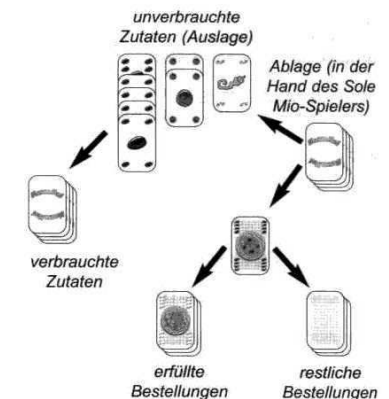 unverbrauchte
Zutaten (Auslage)
Ablage (in der
Hand des Sole
Mio-Spielers)
verbrauchte
Zutaten
erfüllte
Bestellungen
restliche
Bestellungen